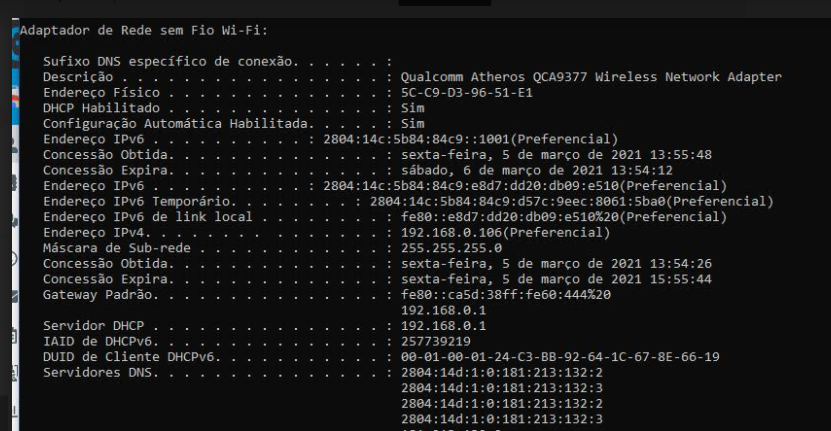 Adaptador de Rede sem Fio Wi-Fi:
Sufixo DNS específico de conexão. . . . . . :
Descrição . . . . . . . . . . . . . . . . . : Qualcomm Atheros QCA9377 Wireless Network Adapter
Endereço Físico . . . . . . . . . . . . . . : 5C-C9-D3-96-51-E1
DHCP Habilitado . . . . . . . . . . . . . . : Sim
Configuração Automática Habilitada. . . . . : Sim
Endereço IPv6 . . . . . . . . . . : 2804:14c:5b84:84c9::1001(Preferencial)
Concessão Obtida. . . . . . . . . . . . . . : sexta-feira, 5 de março de 2021 13:55:48
Concessão Expira. . . . . . . . . . . . . . : sábado, 6 de março de 2021 13:54:12
Endereço IPv6 . . . . . . . . . . : 2804:14c:5b84:84c9:e8d7:dd20:db09:e510(Preferencial)
Endereço IPv6 Temporário. . . . . . . . : 2804:14c:5b84:84c9:d57c:9eec:8061:5ba0(Preferencial)
Endereço IPv6 de link local . . . . . . . . : fe80::e8d7:dd20:db09:e510%20(Preferencial)
Endereço IPv4. . . . . . . . . . . . . . . : 192.168.0.106(Preferencial)
Máscara de Sub-rede . . . . . . . . . . . . : 255.255.255.0
Concessão Obtida. . . . . . . . . . . . . . : sexta-feira, 5 de março de 2021 13:54:26
Concessão Expira. . . . . . . . . . . . . . : sexta-feira, 5 de março de 2021 15:55:44
Gateway Padrão. . . . . . . . . . . . . . . : fe80::ca5d:38ff:fe60:444%20
192.168.0.1
Servidor DHCP . . . . . . . . . . . . . . . : 192.168.0.1
IAID de DHCPv6. . . . . . . . . . . . . . . : 257739219
DUID de Cliente DHCPv6. . . . . . . . . . . : 00-01-00-01-24-C3-BB-92-64-1C-67-8E-66-19
Servidores DNS. . . . . . . . . . . . . . . : 2804:14d:1:0:181:213:132:2
2804:14d:1:0:181:213:132:3
2804:14d:1:0:181:213:132:2
2804:14d:1:0:181:213:132:3